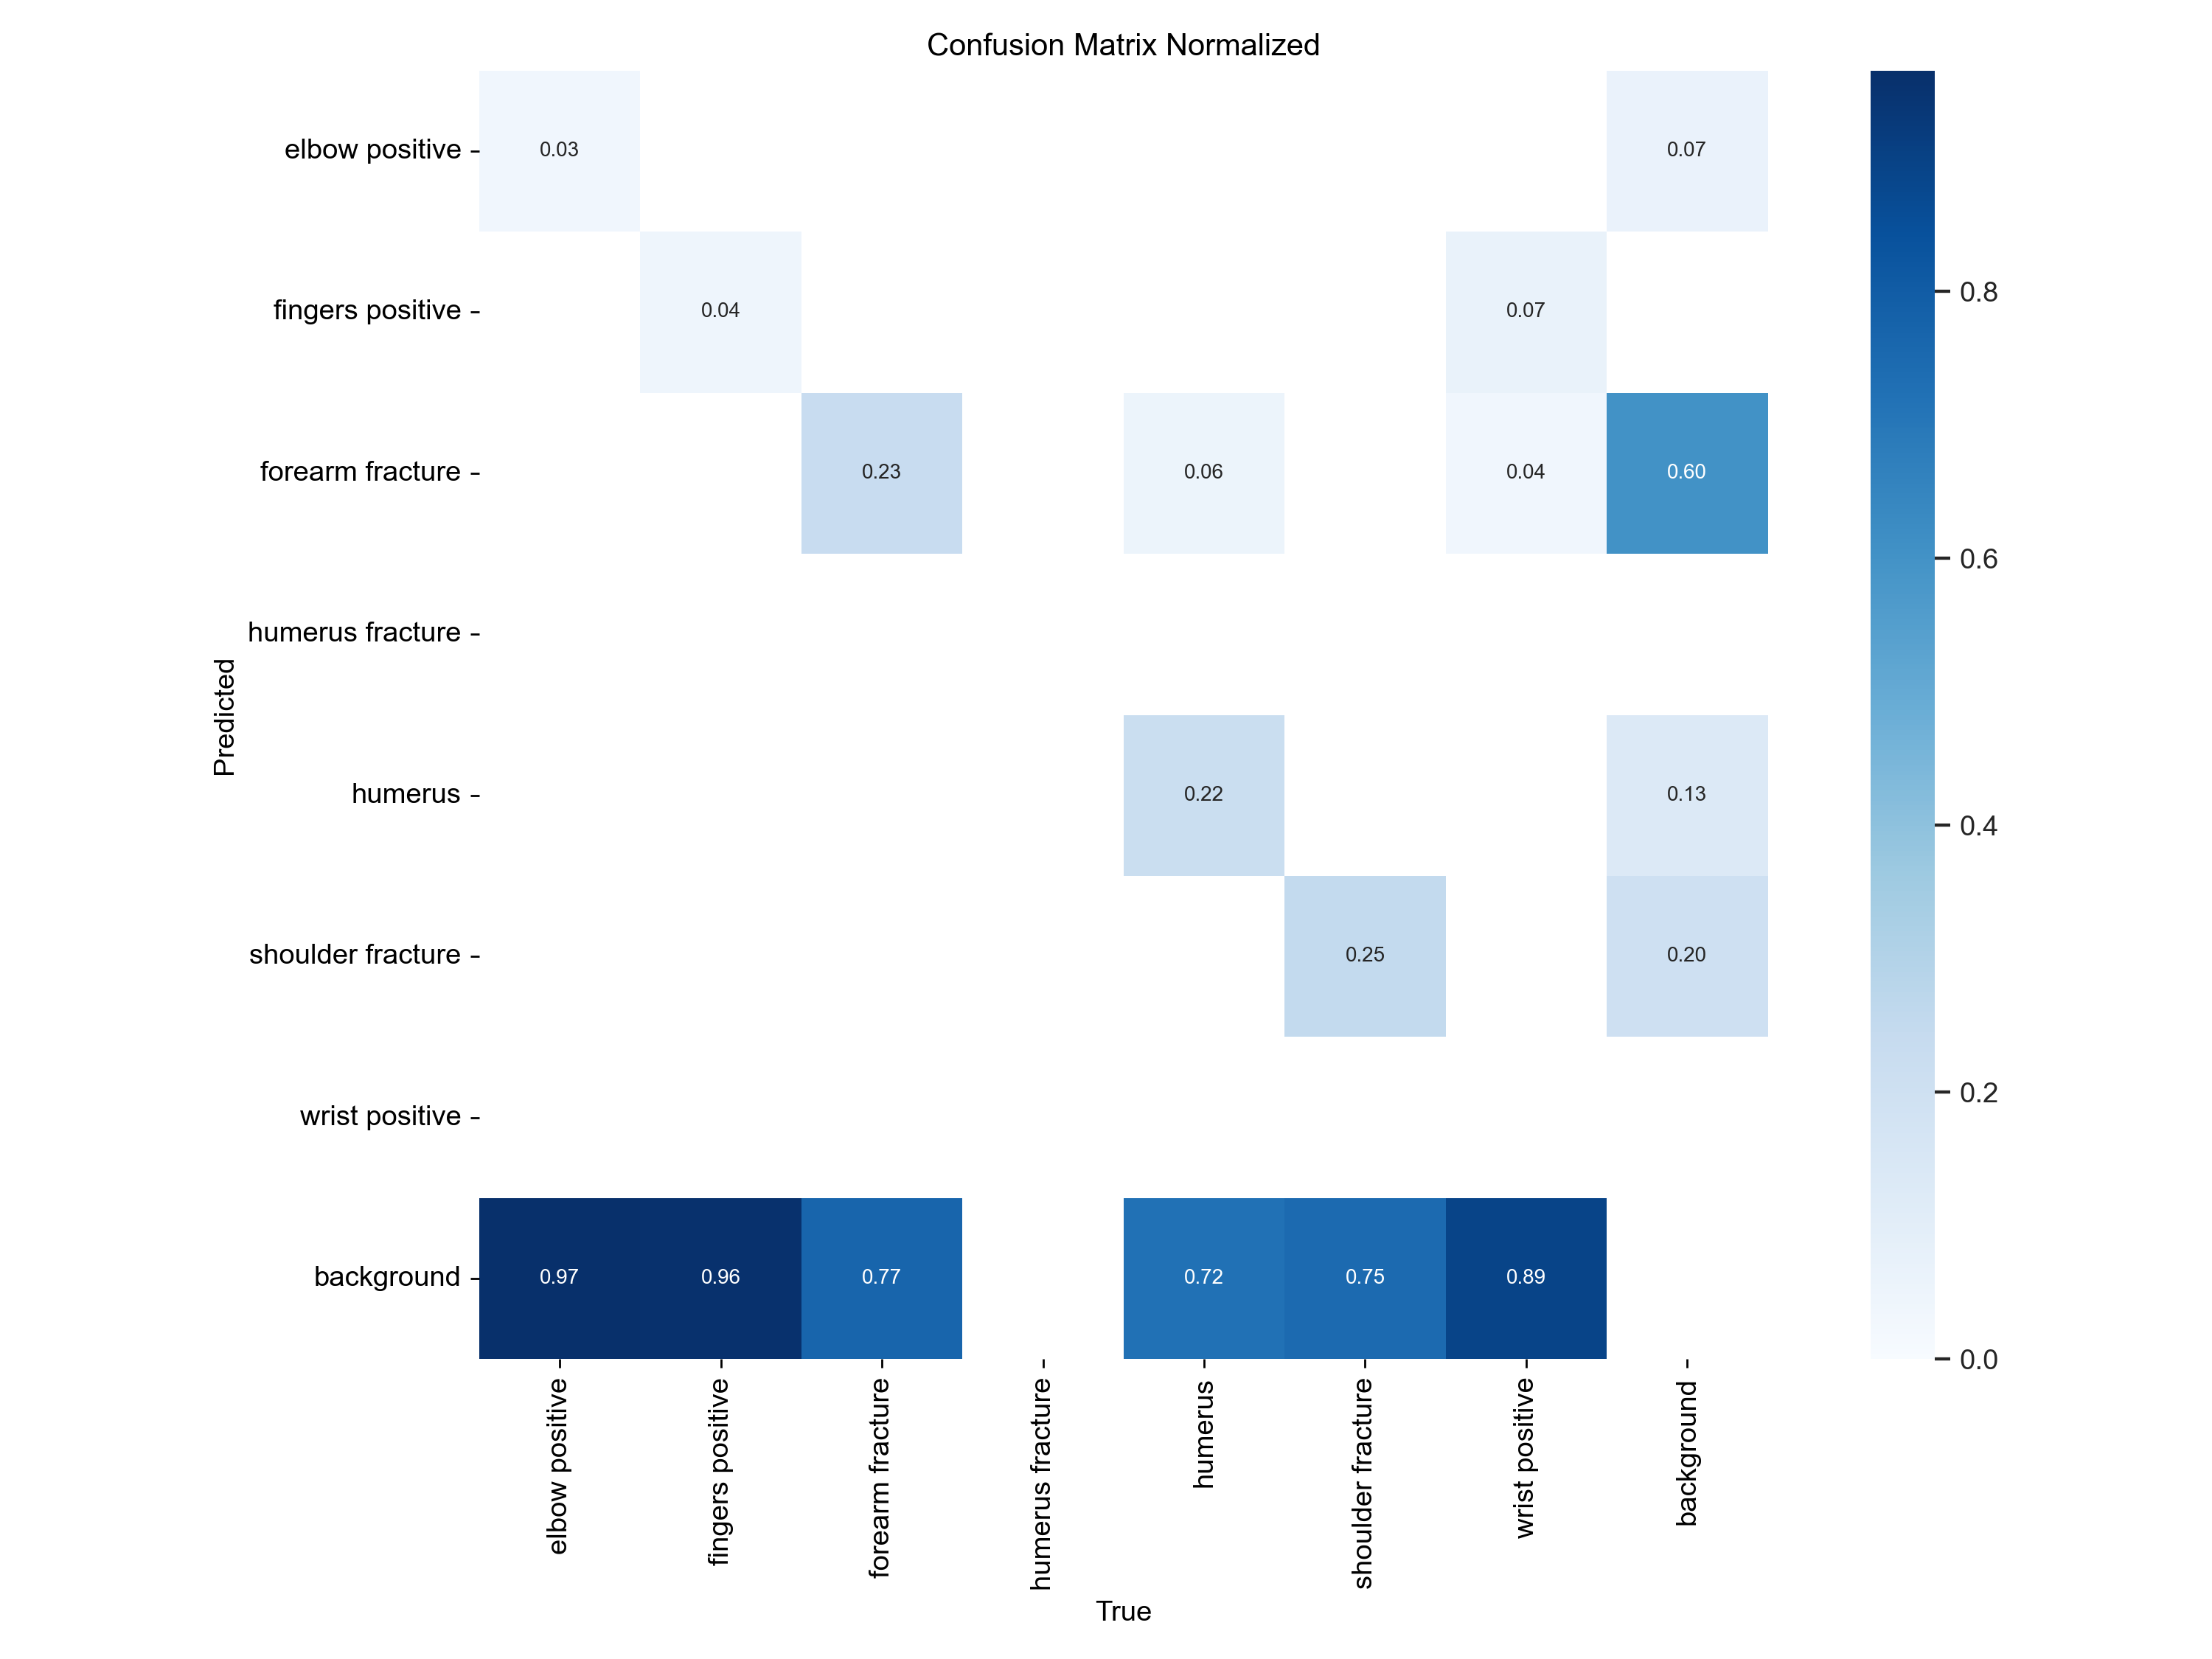 Confusion Matrix Normalized
elbow positive
0.03
0.07
fingers positive
0.04
0.07
forearm fracture
0.23
0.06
0.04
0.60
humerus fracture
humerus
0.22
0.13
shoulder fracture
0.25
0.20
wrist positive
background
0.97
0.96
0.77
0.72
0.75
0.89
Predicted
elbow positive
fingers positive
forearm fracture
humerus fracture
humerus
shoulder fracture
wrist positive
background
True
0.8
0.6
0.4
0.2
0.0